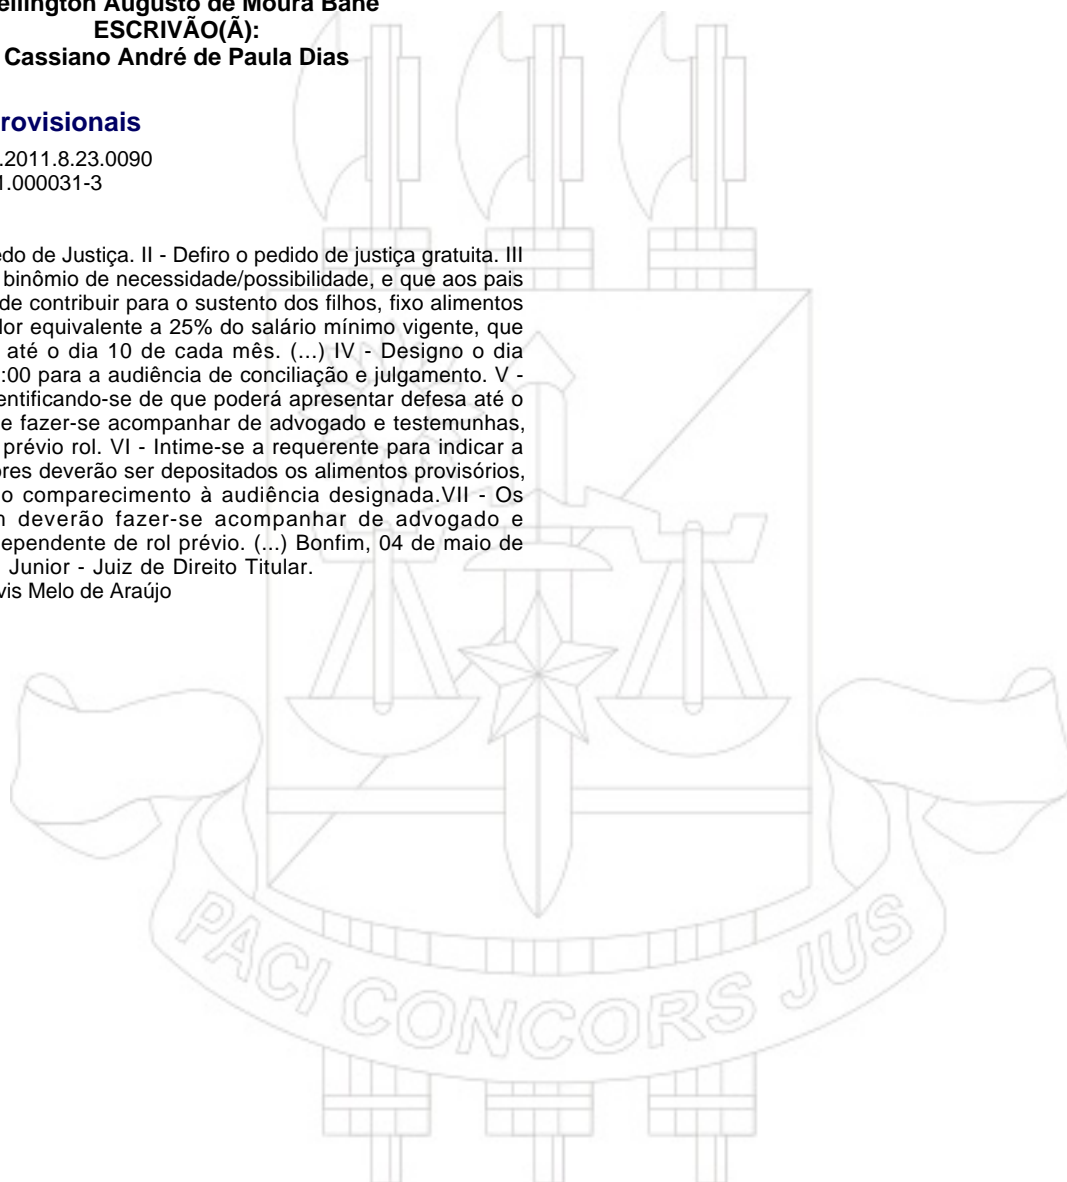 ellington Augusto de Moura Bahe
ESCRIVÃO(Ã):
Cassiano André de Paula Dias
rovisionais
.2011.8.23.0090
1.000031-3
edo de Justiça. II - Defiro o pedido de justiça gratuita. III
binômio de necessidade/possibilidade, e que aos pais
de contribuir para o sustento dos filhos, fixo alimentos
lor equivalente a 25% do salário mínimo vigente, que
até o dia 10 de cada mês. (...) IV - Designo o dia
:00 para a audiência de conciliação e julgamento. V -
entificando-se de que poderá apresentar defesa até o
e fazer-se acompanhar de advogado e testemunhas,
prévio rol. VI - Intime-se a requerente para indicar a
ores deverão ser depositados os alimentos provisórios,
o comparecimento à audiência designada.VII - Os
m deverão fazer-se acompanhar de advogado e
dependente de rol prévio. (...) Bonfim, 04 de maio de
Junior - Juiz de Direito Titular.
vis Melo de Araújo
PACI CONCORS JUS